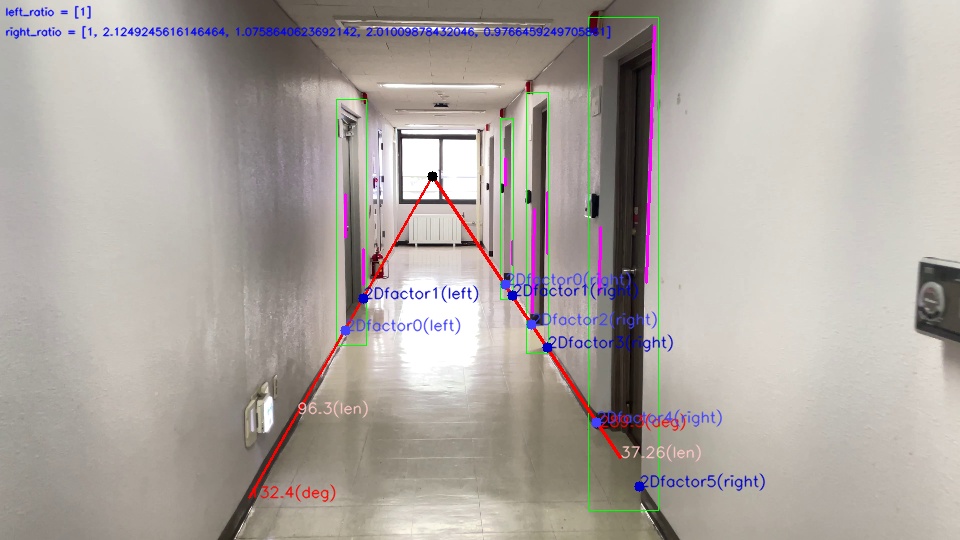 left_ratio = [1]
right_ratio = [1, 2.1249245616146464, 1.0758640623692142, 2.01009878432046, 0.9766459249705841]
2Dfactor0(right)
2Dfactor1(left)
2Dfactor1(right)
2Dfactor0(left)
2Dfactor2(right)
2Dfactor3(right)
96.3(len)
2Dfactor4(right)
37.26(len)
2Dfactor5(right)
32.4(deg)